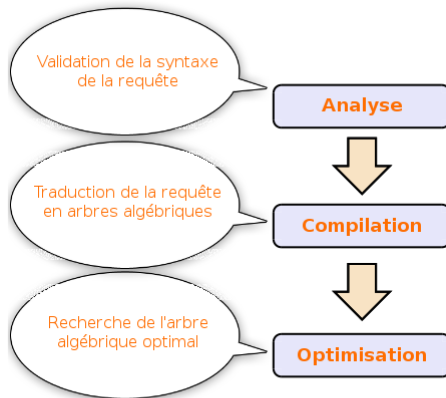 Validation de la syntaxe
de la requête
Analyse
Traduction de la requête
en arbres algébriques
Compilation
Recherche de l'arbre
algébrique optimal
Optimisation